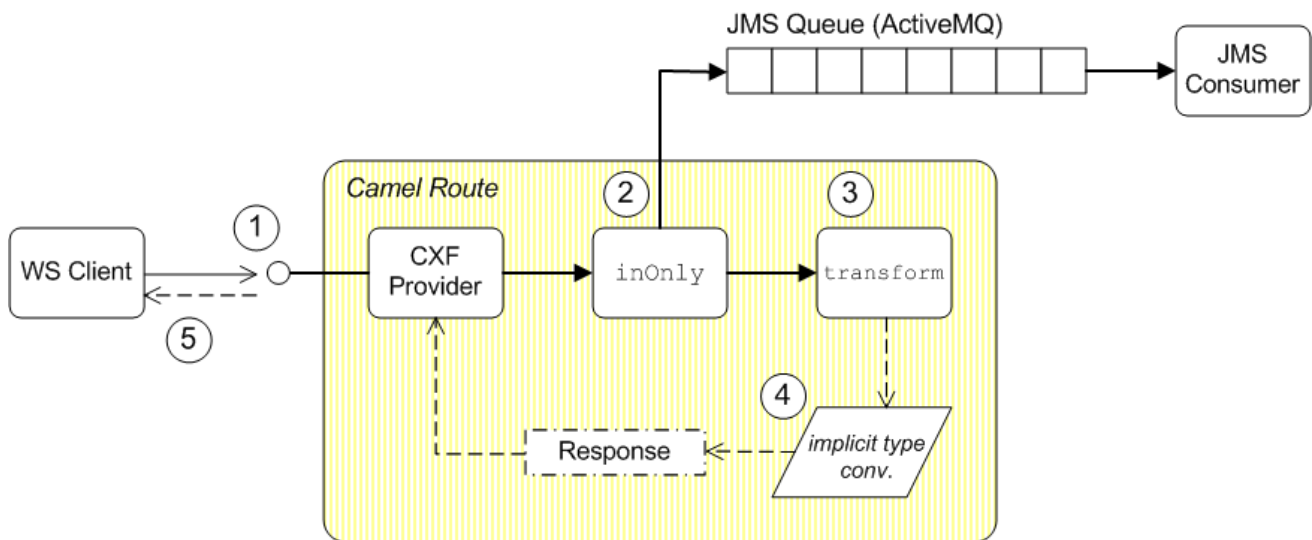 JMS Queue (ActiveMQ)
JMS
Consumer
Camel Route
1
2
3
WS Client
CXF
Provider
inOnly
transform
5
4
Response
implicit type
conv.